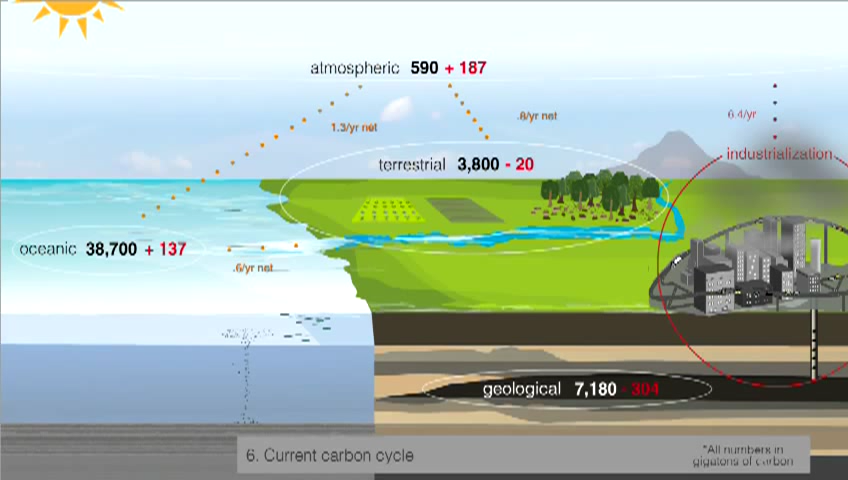 atmospheric 590 + 187
1.3/yr net
.8/yr net
6.4/yr
industrialization
terrestrial 3,800 - 20
oceanic 38,700 + 137
.6/yr net
geological 7,180 - 304
6. Current carbon cycle
*All numbers in
gigatons of carbon